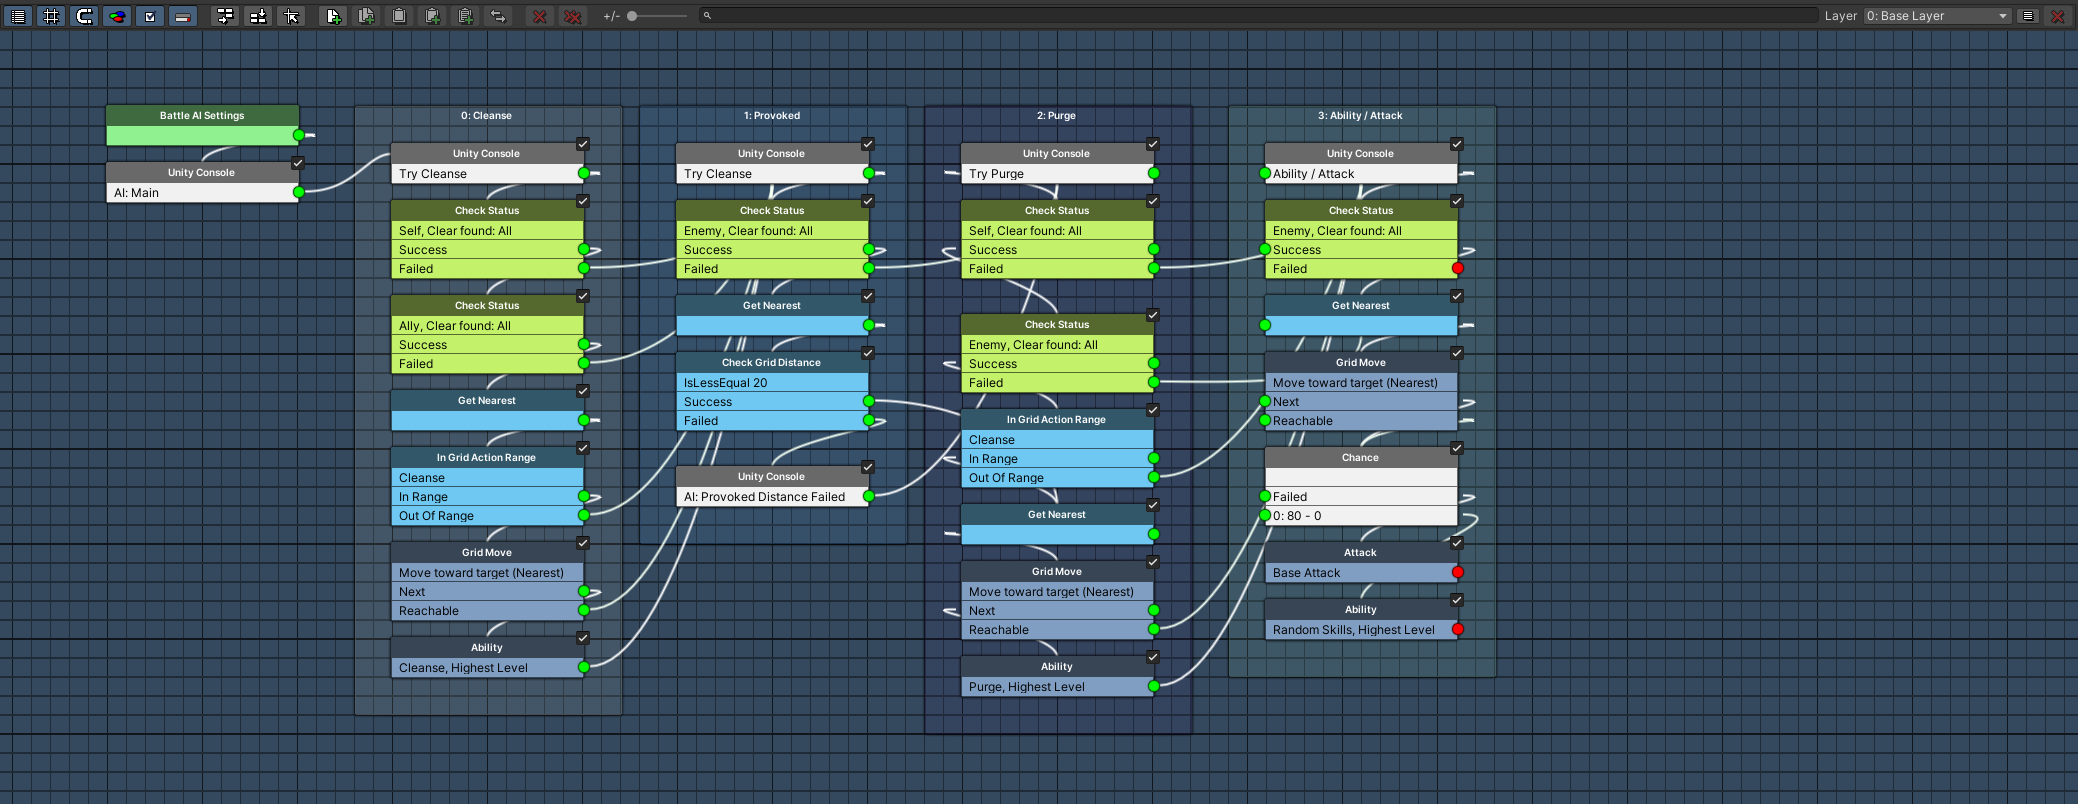 +/-
Layer
0: Base Layer
Battle AI Settings
Unity Console
AI: Main
0: Cleanse
Unity Console
Try Cleanse
Check Status
Self, Clear found: All
Success
Failed
Check Status
Ally, Clear found: All
Success
Failed
Get Nearest
In Grid Action Range
Cleanse
In Range
Out Of Range
Grid Move
Move toward target (Nearest)
Next
Reachable
Ability
Cleanse, Highest Level
1: Provoked
Unity Console
Try Cleanse
Check Status
Enemy, Clear found: All
Success
Failed
Get Nearest
Check Grid Distance
IsLessEqual 20
Success
Failed
Unity Console
AI: Provoked Distance Failed
2: Purge
Unity Console
Try Purge
Check Status
Self, Clear found: All
Success
Failed
Check Status
Enemy, Clear found: All
Success
Failed
In Grid Action Range
Cleanse
In Range
Out Of Range
Get Nearest
Grid Move
Move toward target (Nearest)
Next
Reachable
Ability
Purge, Highest Level
3: Ability / Attack
Unity Console
Ability / Attack
Check Status
Enemy, Clear found: All
Success
Failed
Get Nearest
Grid Move
Move toward target (Nearest)
Next
Reachable
Chance
Failed
0: 80 - 0
Attack
Base Attack
Ability
Random Skills, Highest Level